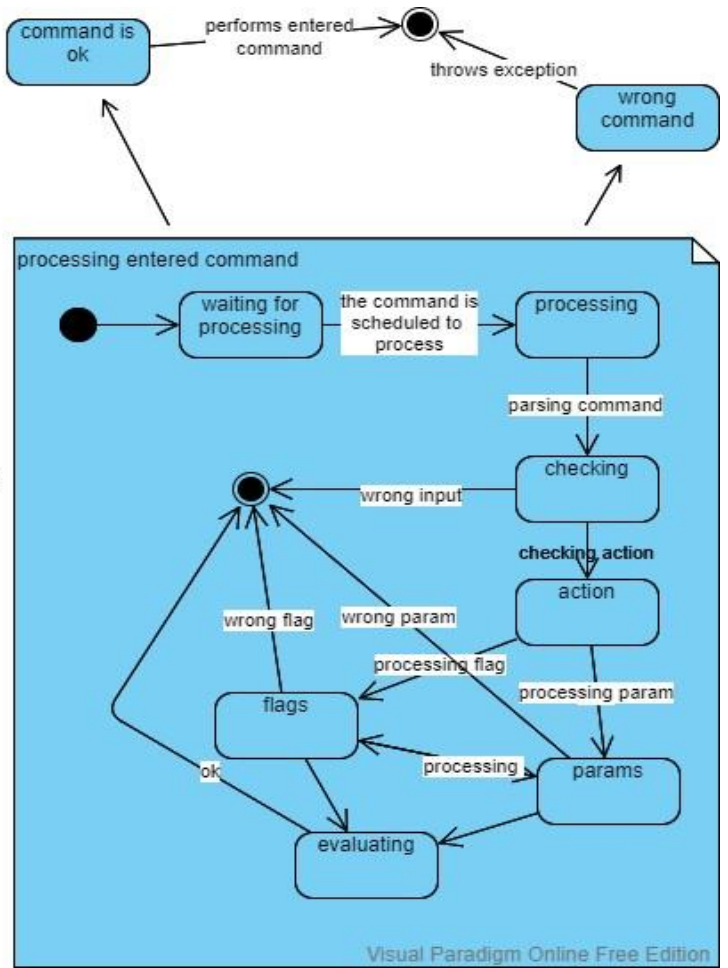 command is
ok
performs entered
command
throws exception
wrong
command
processing entered command
waiting for
processing
the command is
scheduled to
process
processing
parsing command
checking
wrong input
checking action
action
wrong flag
wrong param
processing flag
processing param
flags
processing
params
ok
evaluating
Visual Paradigm Online Free Edition